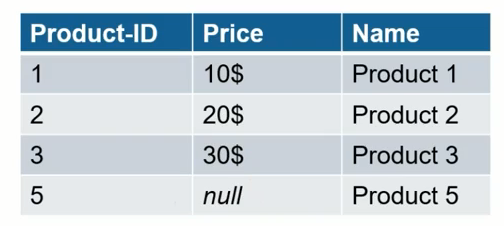 Product-ID Price Name
1 10$ Product 1
2 20$ Product 2
3 30$ Product 3
5 null Product 5